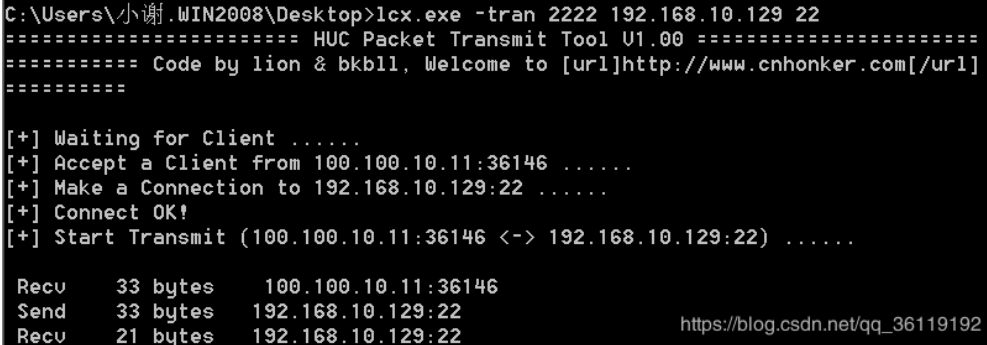 C:\Users\小谢.WIN2008\Desktop>lcx.exe -tran 2222 192.168.10.129 22
======================== HUC Packet Transmit Tool V1.00 =======================
=========== Code by lion & bkbll, Welcome to [url]http://www.cnhonker.com[/url]
==========
[+] Waiting for Client ......
[+] Accept a Client from 100.100.10.11:36146 ......
[+] Make a Connection to 192.168.10.129:22 ......
[+] Connect OK!
[+] Start Transmit (100.100.10.11:36146 <-> 192.168.10.129:22) ......
Recv 33 bytes 100.100.10.11:36146
Send 33 bytes 192.168.10.129:22
Recv 21 bytes 192.168.10.129:22
https://blog.csdn.net/qq_36119192